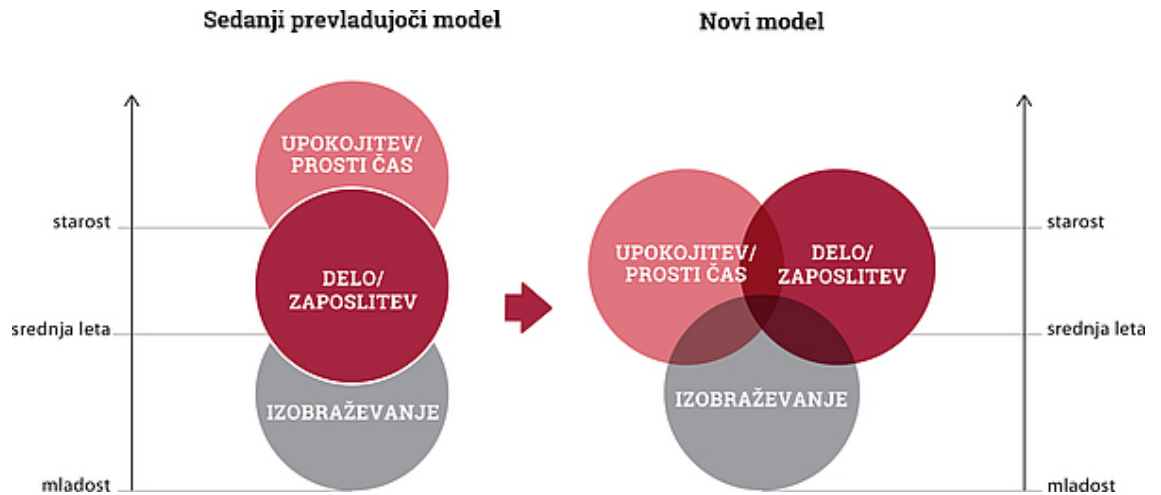 Sedanji prevladujoči model
Novi model
UPOKOJITEV/
PROSTI ČAS
starost
DELO/
ZAPOSLITEV
srednja leta
IZOBRAŽEVANJE
mladost
UPOKOJITEV/
PROSTI ČAS
DELO/
ZAPOSLITEV
IZOBRAŽEVANJE
starost
srednja leta
mladost